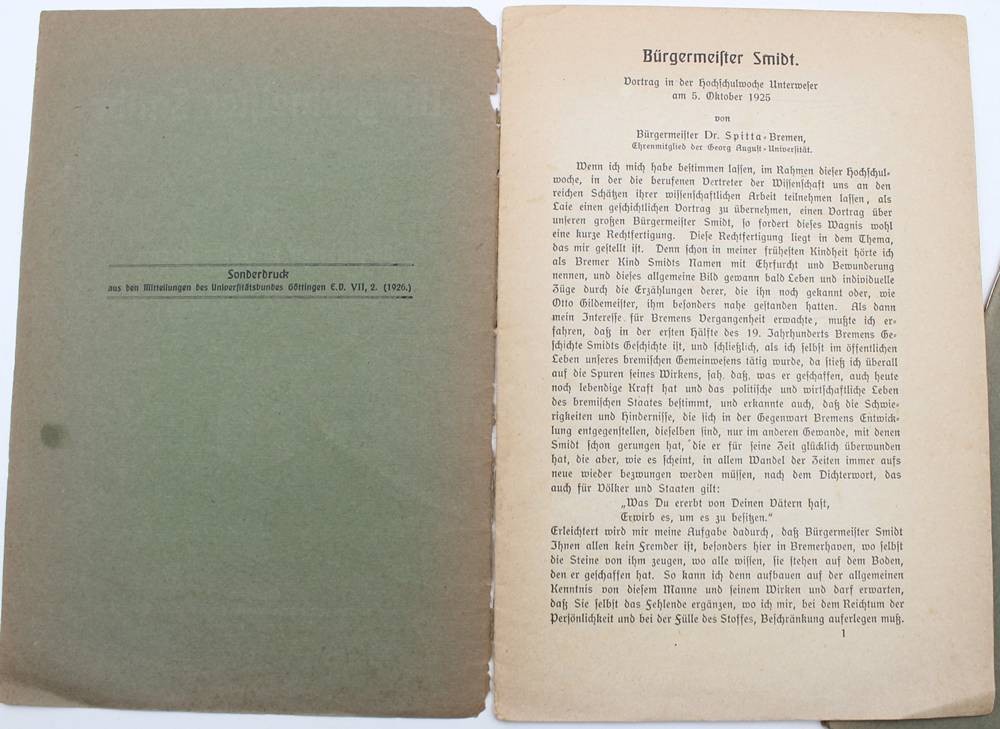 Sonderdruck
aus den Mitteilungen des Universitätsbundes Göttingen E.V. VII, 2. (1926.)
Bürgermeister Smidt.
Vortrag in der Hochschulwoche Unterweser
am 5. Oktober 1925
von
Bürgermeister Dr. Spitta-Bremen,
Ehrenmitglied der Georg August-Universität.
Wenn ich mich habe bestimmen lassen, im Rahmen dieser Hochschul-
woche, in der die berufenen Vertreter der Wissenschaft uns an den
reichen Schätzen ihrer wissenschaftlichen Arbeit teilnehmen lassen, als
Laie einen geschichtlichen Vortrag zu übernehmen, einen Vortrag über
unseren großen Bürgermeister Smidt, so fordert dieses Wagnis wohl
eine kurze Rechtfertigung. Diese Rechtfertigung liegt in dem Thema,
das mir gestellt ist. Denn schon in meiner frühesten Kindheit hörte ich
als Bremer Kind Smidts Namen mit Ehrfurcht und Bewunderung
nennen, und dieses allgemeine Bild gewann bald Leben und individuelle
Züge durch die Erzählungen derer, die ihn noch gekannt oder, wie
Otto Gildemeister, ihm besonders nahe gestanden hatten. Als dann
mein Interesse für Bremens Vergangenheit erwachte, mußte ich er-
fahren, daß in der ersten Hälfte des 19. Jahrhunderts Bremens Ge-
schichte Smidts Geschichte ist, und schließlich, als ich selbst im öffentlichen
Leben unseres bremischen Gemeinwesens tätig wurde, da stieß ich überall
auf die Spuren seines Wirkens, sah, daß, was er geschaffen, auch heute
noch lebendige Kraft hat und das politische und wirtschaftliche Leben
des bremischen Staates bestimmt, und erkannte auch, daß die Schwie-
rigkeiten und Hindernisse, die sich in der Gegenwart Bremens Entwick-
lung entgegenstellen, dieselben sind, nur im anderen Gewande, mit denen
Smidt schon gerungen hat, die er für seine Zeit glücklich überwunden
hat, die aber, wie es scheint, in allem Wandel der Zeiten immer aufs
neue wieder bezwungen werden müssen, nach dem Dichterwort, das
auch für Völker und Staaten gilt:
„Was Du ererbt von Deinen Vätern hast,
Erwirb es, um es zu besitzen.“
Erleichtert wird mir meine Aufgabe dadurch, daß Bürgermeister Smidt
Ihnen allen kein Fremder ist, besonders hier in Bremerhaven, wo selbst
die Steine von ihm zeugen, wo alle wissen, sie stehen auf dem Boden,
den er geschaffen hat. So kann ich denn aufbauen auf der allgemeinen
Kenntnis von diesem Manne und seinem Wirken und darf erwarten,
daß Sie selbst das Fehlende ergänzen, wo ich mir, bei dem Reichtum der
Persönlichkeit und bei der Fülle des Stoffes, Beschränkung auferlegen muß.
1